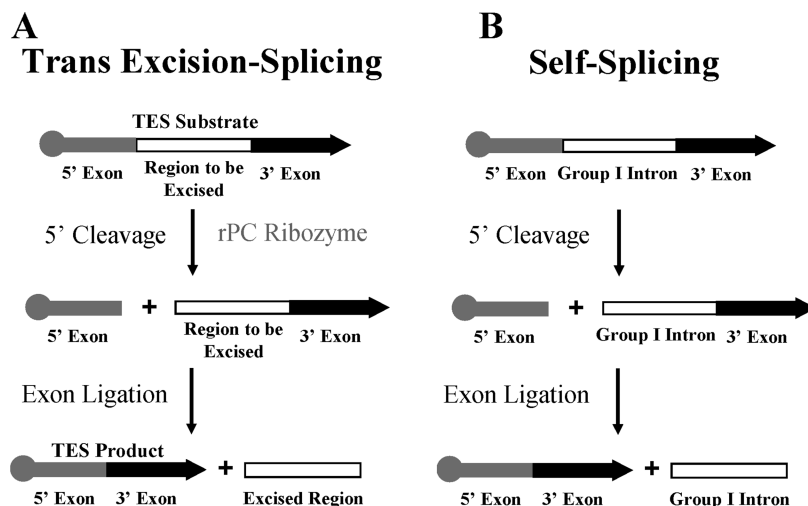 A
Trans Excision-Splicing
TES Substrate
5' Exon
Region to be
Excised
3' Exon
5' Cleavage
rPC Ribozyme
+
5' Exon
Region to be
Excised
3' Exon
Exon Ligation
TES Product
+
5' Exon
3' Exon
Excised Region
B
Self-Splicing
5' Exon
Group I Intron
3' Exon
5' Cleavage
+
5' Exon
Group I Intron
3' Exon
Exon Ligation
+
5' Exon
3' Exon
Group I Intron